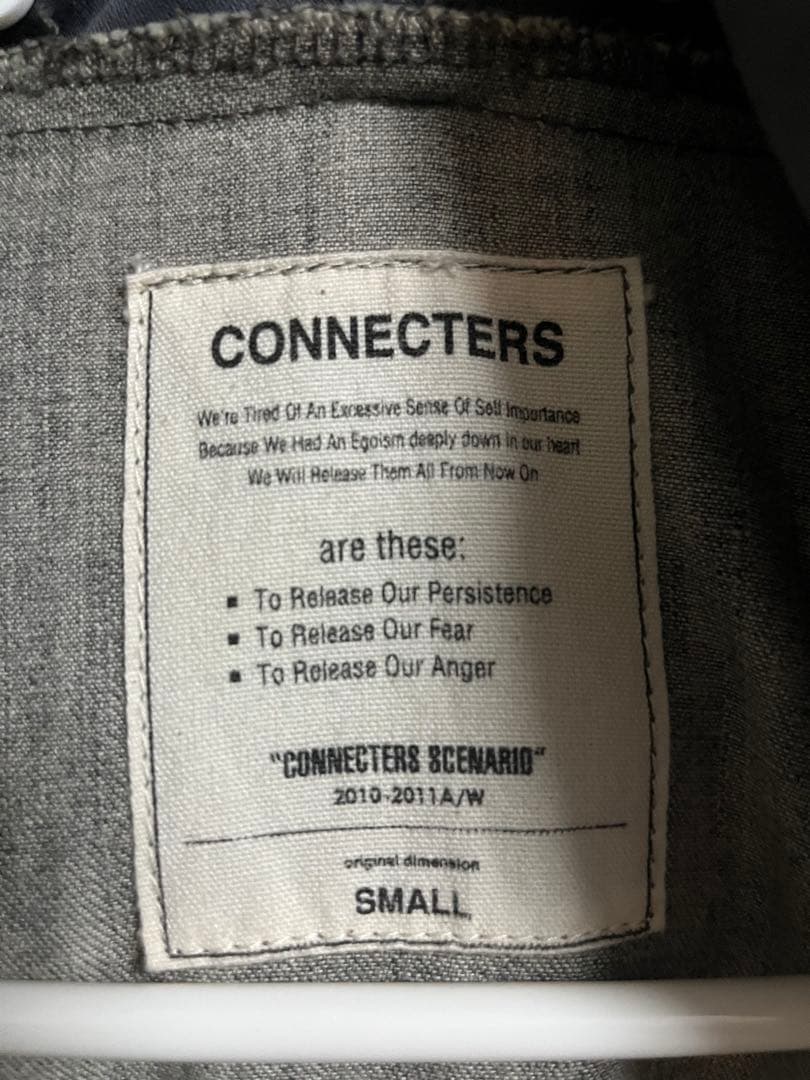 CONNECTERS
We're Tired Of An Excessive Sense Of Self Importance
Because We Had An Egoism deeply down in our heart
We Will Release Them All From Now On
are these:
▪ To Release Our Persistence
▪ To Release Our Fear
▪ To Release Our Anger
"CONNECTERS SCENARIO"
2010-2011A/W
original dimension
SMALL